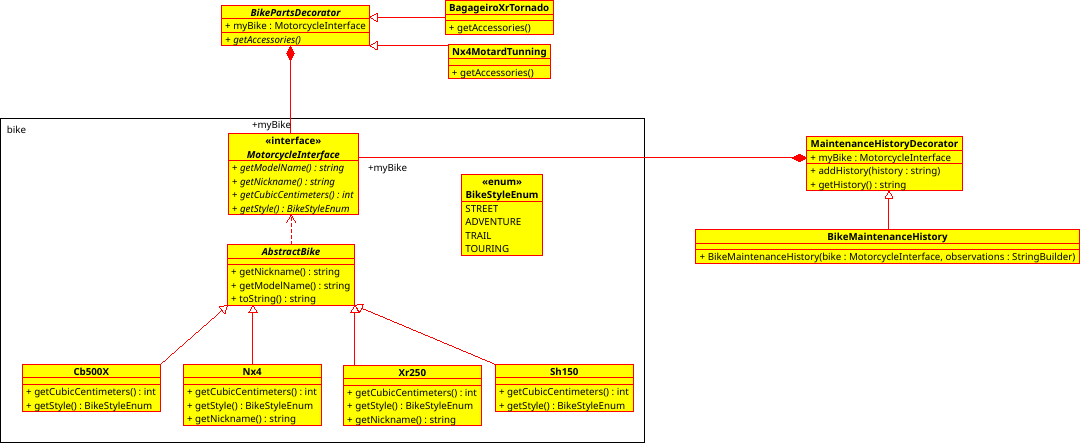 BikePartsDecorator
+ myBike : MotorcycleInterface
+ getAccessories()
BagageiroXrTornado
+ getAccessories()
Nx4MotardTunning
+ getAccessories()
bike
+myBike
«interface»
MotorcycleInterface
+ getModelName() : string
+ getNickname() : string
+ getCubicCentimeters() : int
+ getStyle() : BikeStyleEnum
+myBike
«enum»
BikeStyleEnum
STREET
ADVENTURE
TRAIL
TOURING
MaintenanceHistoryDecorator
+ myBike : MotorcycleInterface
+ addHistory(history : string)
+ getHistory() : string
BikeMaintenanceHistory
+ BikeMaintenanceHistory(bike : MotorcycleInterface, observations : StringBuilder)
AbstractBike
+ getNickname() : string
+ getModelName() : string
+ toString() : string
Cb500X
+ getCubicCentimeters() : int
+ getStyle() : BikeStyleEnum
Nx4
+ getCubicCentimeters() : int
+ getStyle() : BikeStyleEnum
+ getNickname() : string
Xr250
+ getCubicCentimeters() : int
+ getStyle() : BikeStyleEnum
+ getNickname() : string
Sh150
+ getCubicCentimeters() : int
+ getStyle() : BikeStyleEnum